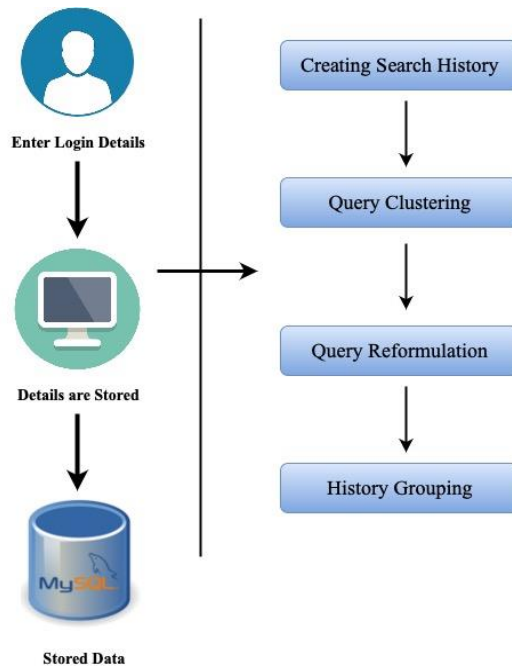 Enter Login Details
Details are Stored
MySQL
Stored Data
Creating Search History
Query Clustering
Query Reformulation
History Grouping